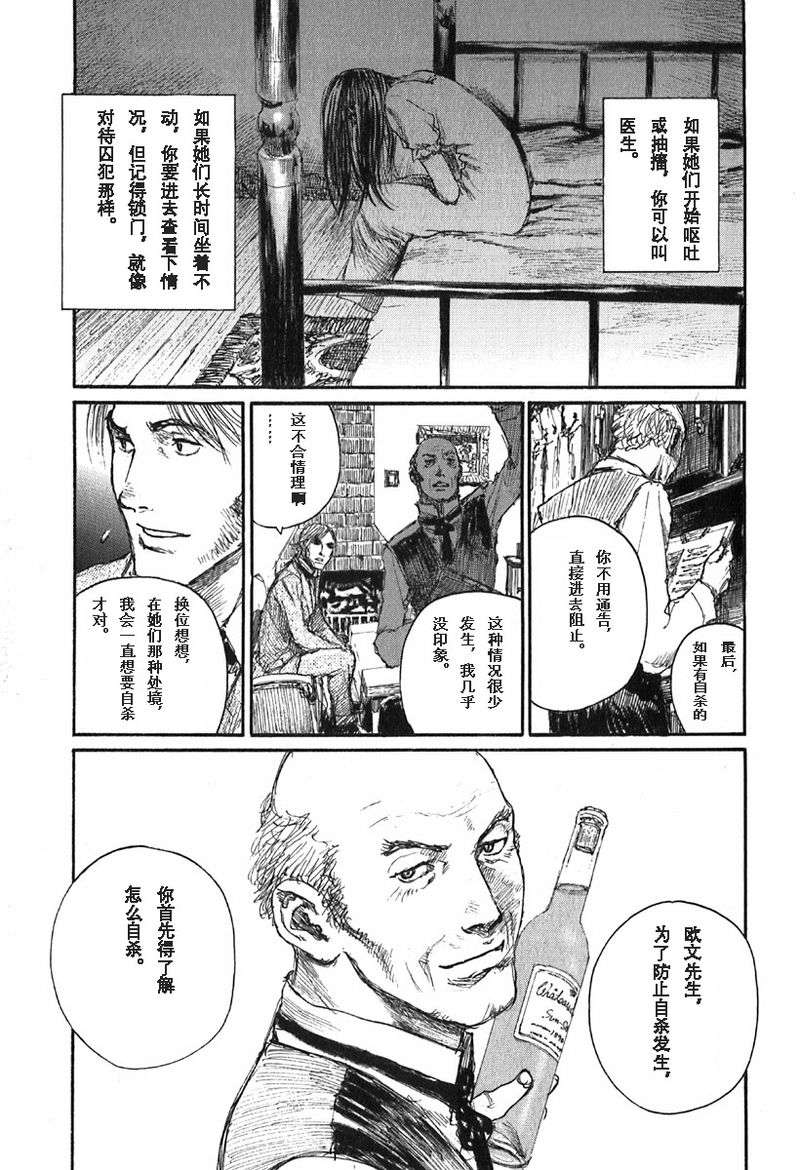 如果她们开始呕吐
或抽搐，你可以叫
医生。
如果她们长时间坐着不
动，你要进去查看下情
况，但记得锁门，就像
对待囚犯那样。
最后，
如果有自杀的
你不用通告，
直接进去阻止。
这种情况很少
发生，我几乎
没印象。
这不合情理啊
，，，，
换位想想，
在她们那种处境，
我会一直想要自杀
才对。
欧文先生，
为了防止自杀发生，
你首先得了解
怎么自杀。
Château